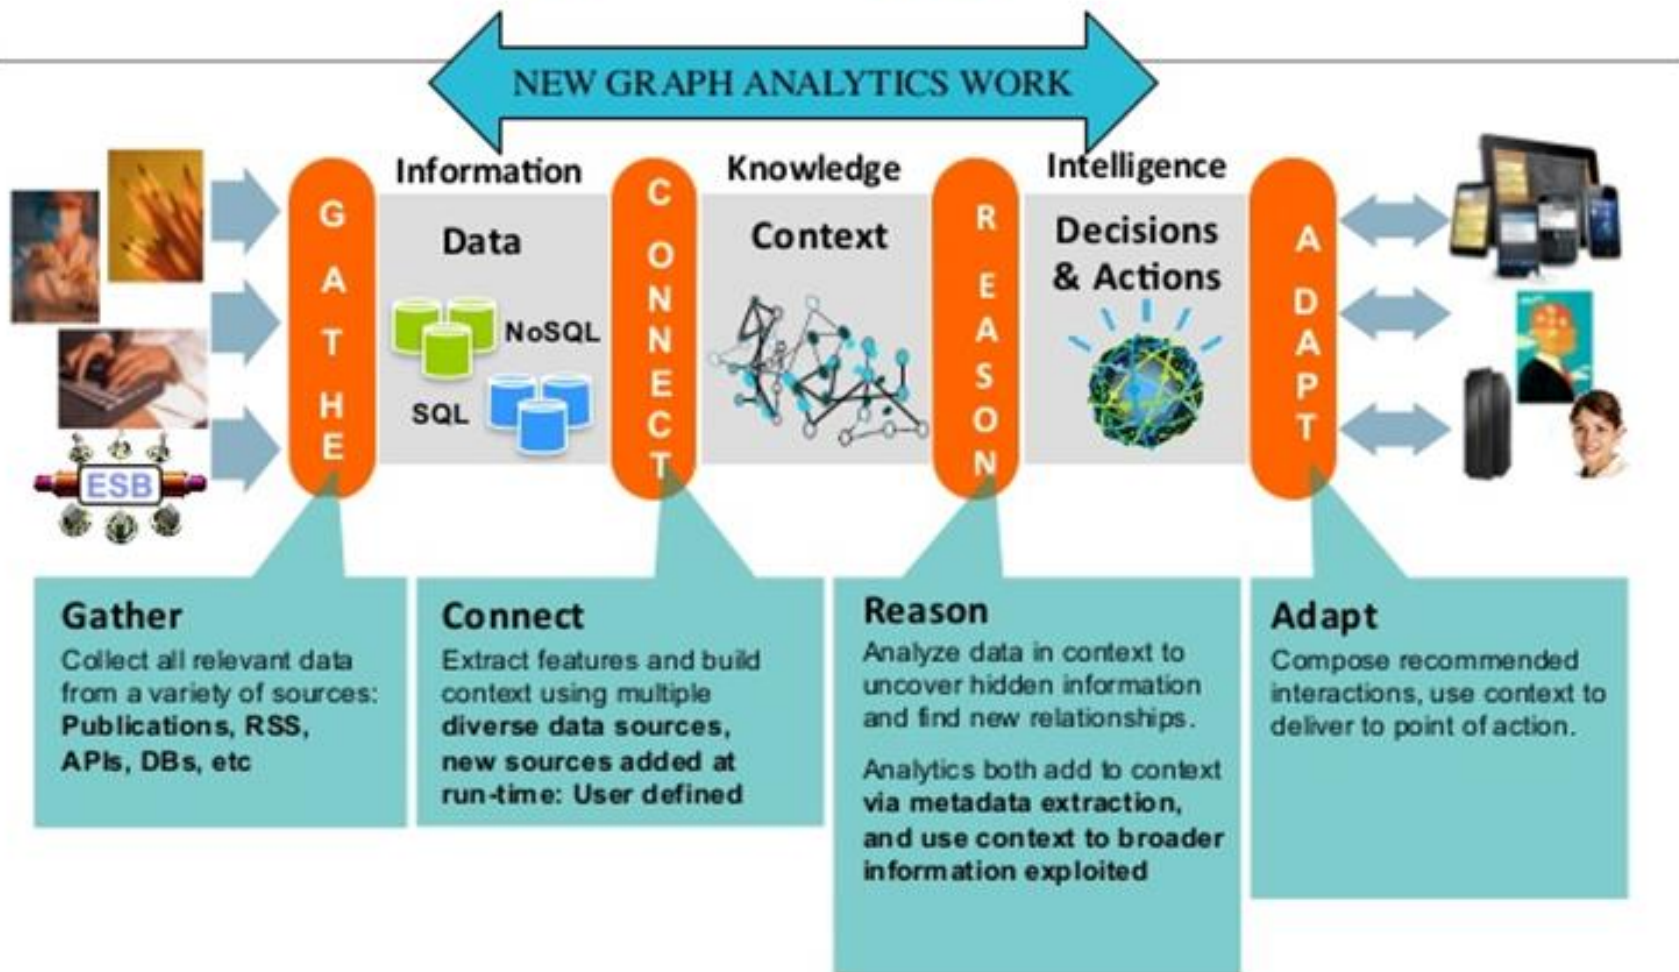 NEW GRAPH ANALYTICS WORK
Information
Knowledge
Intelligence
GATHE
Data
NoSQL
SQL
CONNECT
Context
REASON
Decisions
& Actions
ADAPT
ESB
Gather
Collect all relevant data
from a variety of sources:
Publications, RSS,
APIs, DBs, etc
Connect
Extract features and build
context using multiple
diverse data sources,
new sources added at
run-time: User defined
Reason
Analyze data in context to
uncover hidden information
and find new relationships.
Analytics both add to context
via metadata extraction,
and use context to broader
information exploited
Adapt
Compose recommended
interactions, use context to
deliver to point of action.